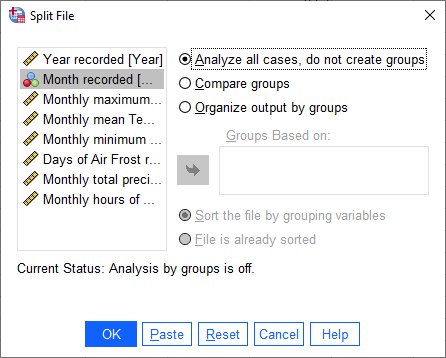 Split File
Year recorded [Year]
Month recorded [...
Monthly maximum...
Monthly mean Te...
Monthly minimum ...
Days of Air Frost r...
Monthly total preci...
Monthly hours of ...
Analyze all cases, do not create groups
Compare groups
Organize output by groups
Groups Based on:
Sort the file by grouping variables
File is already sorted
Current Status: Analysis by groups is off.
OK
Paste
Reset
Cancel
Help